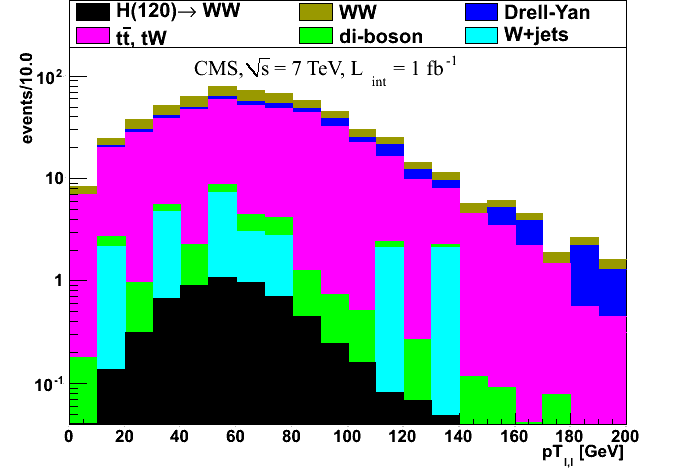 H(120)→ WW WW Drell-Yan
tt̅, tW di-boson W+jets
CMS, √s = 7 TeV, L int = 1 fb⁻¹
events/10.0
10²
10
1
10⁻¹
0 20 40 60 80 100 120 140 160 180 200
pT_l,l [GeV]